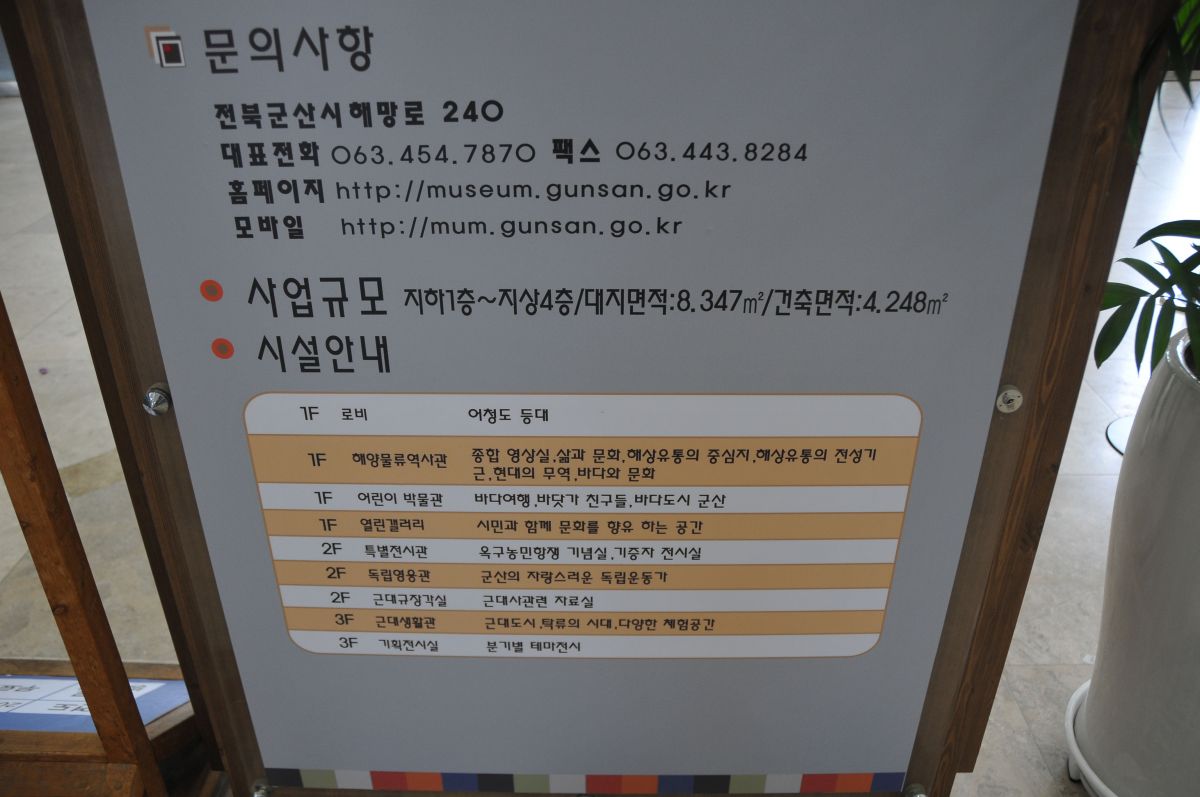 문의사항
전북군산시해망로 240
대표전화 063.454.7870 팩스 063.443.8284
홈페이지 http://museum.gunsan.go.kr
모바일 http://mum.gunsan.go.kr
사업규모 지하1층~지상4층/대지면적:8.347㎡/건축면적:4.248㎡
시설안내
1F 로비 어청도 등대
1F 해양물류역사관 종합 영상실,삶과 문화,해상유통의 중심지,해상유통의 전성기
근,현대의 무역,바다와 문화
1F 어린이 박물관 바다여행,바닷가 친구들,바다도시 군산
1F 열린갤러리 시민과 함께 문화를 향유 하는 공간
2F 특별전시관 옥구농민항쟁 기념실,기증자 전시실
2F 독립영웅관 군산의 자랑스러운 독립운동가
2F 근대규장각실 근대사관련 자료실
3F 근대생활관 근대도시,탁류의 시대,다양한 체험공간
3F 기획전시실 분기별 테마전시